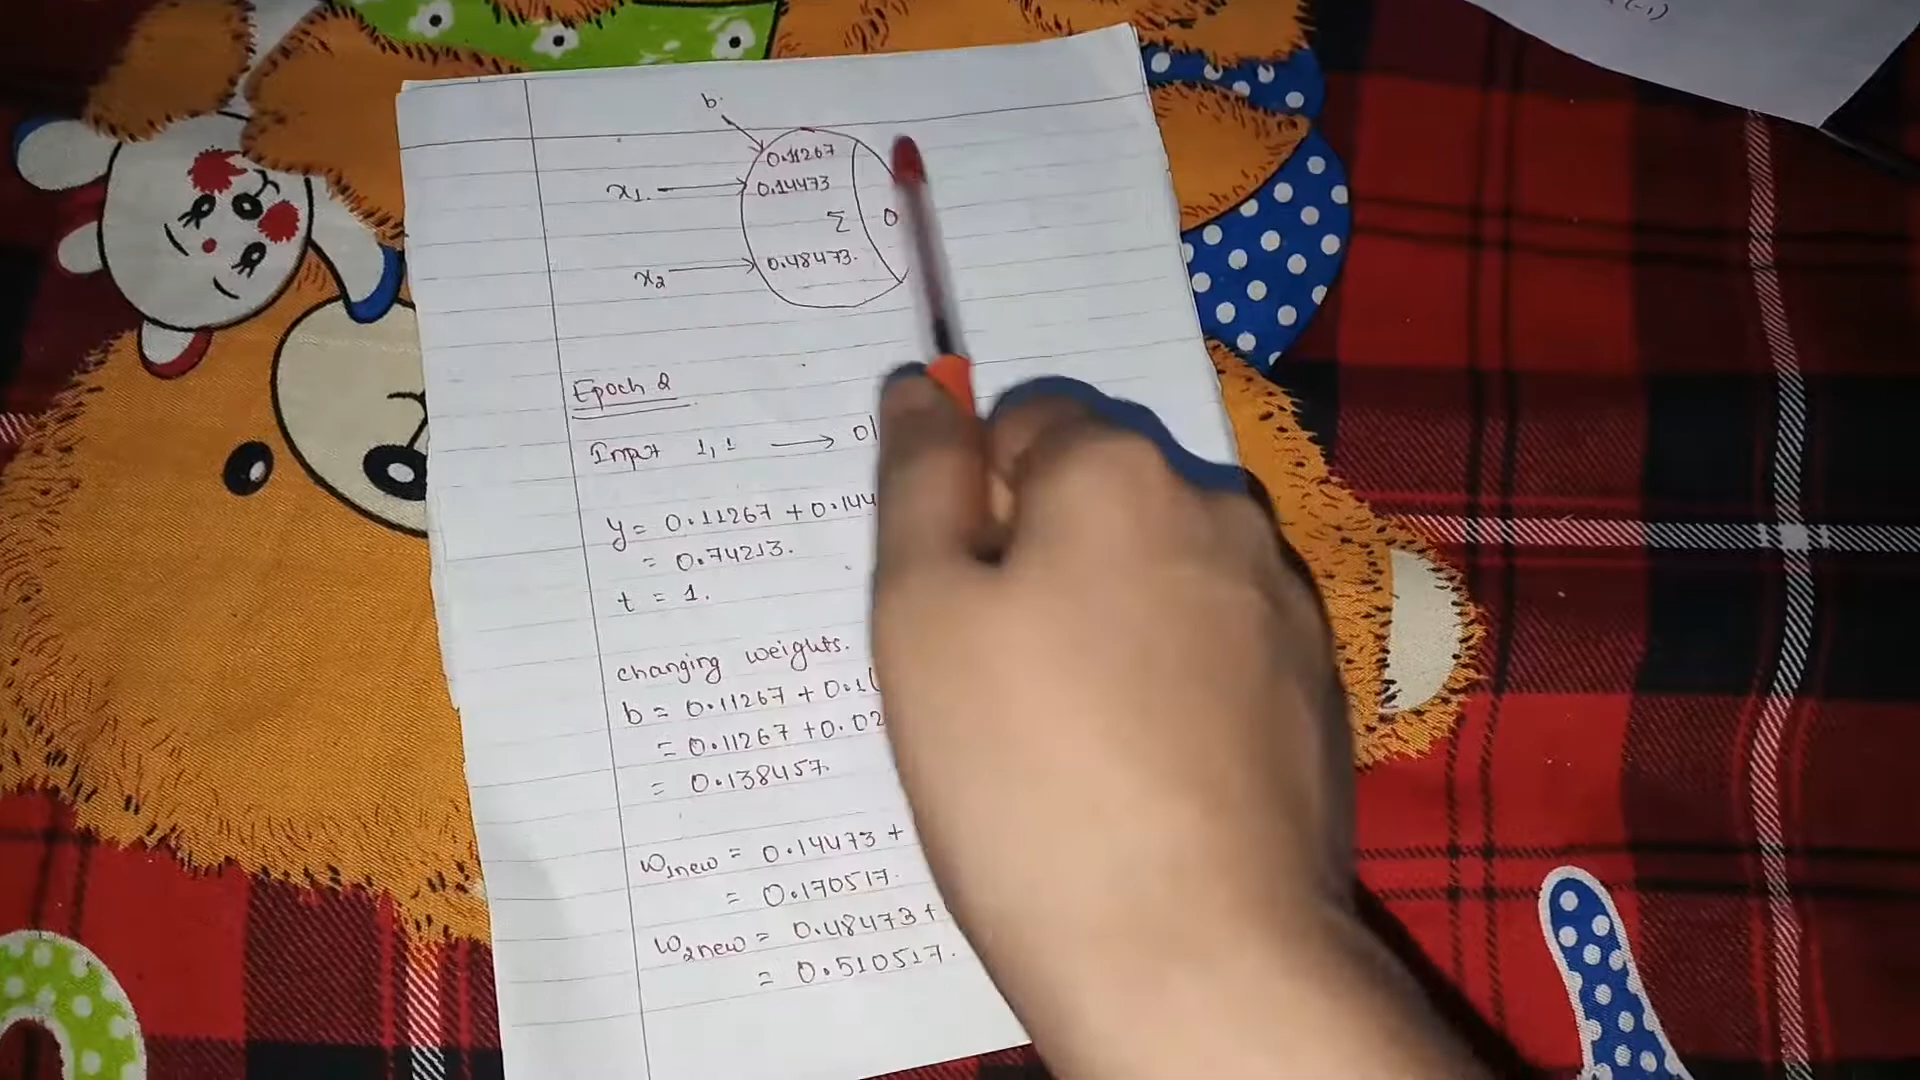 (-1)
b.
0.11267
x1. 0.14473
Σ 0
x2 0.48473.
Epoch 2
Input 1,1 → o|
y = 0.11267 + 0.144
= 0.74213.
t = 1.
changing weights.
b = 0.11267 + 0.1(
= 0.11267 + 0.02
= 0.138457.
w1new = 0.14473 +
= 0.170517.
w2new = 0.48473 +
= 0.510517.